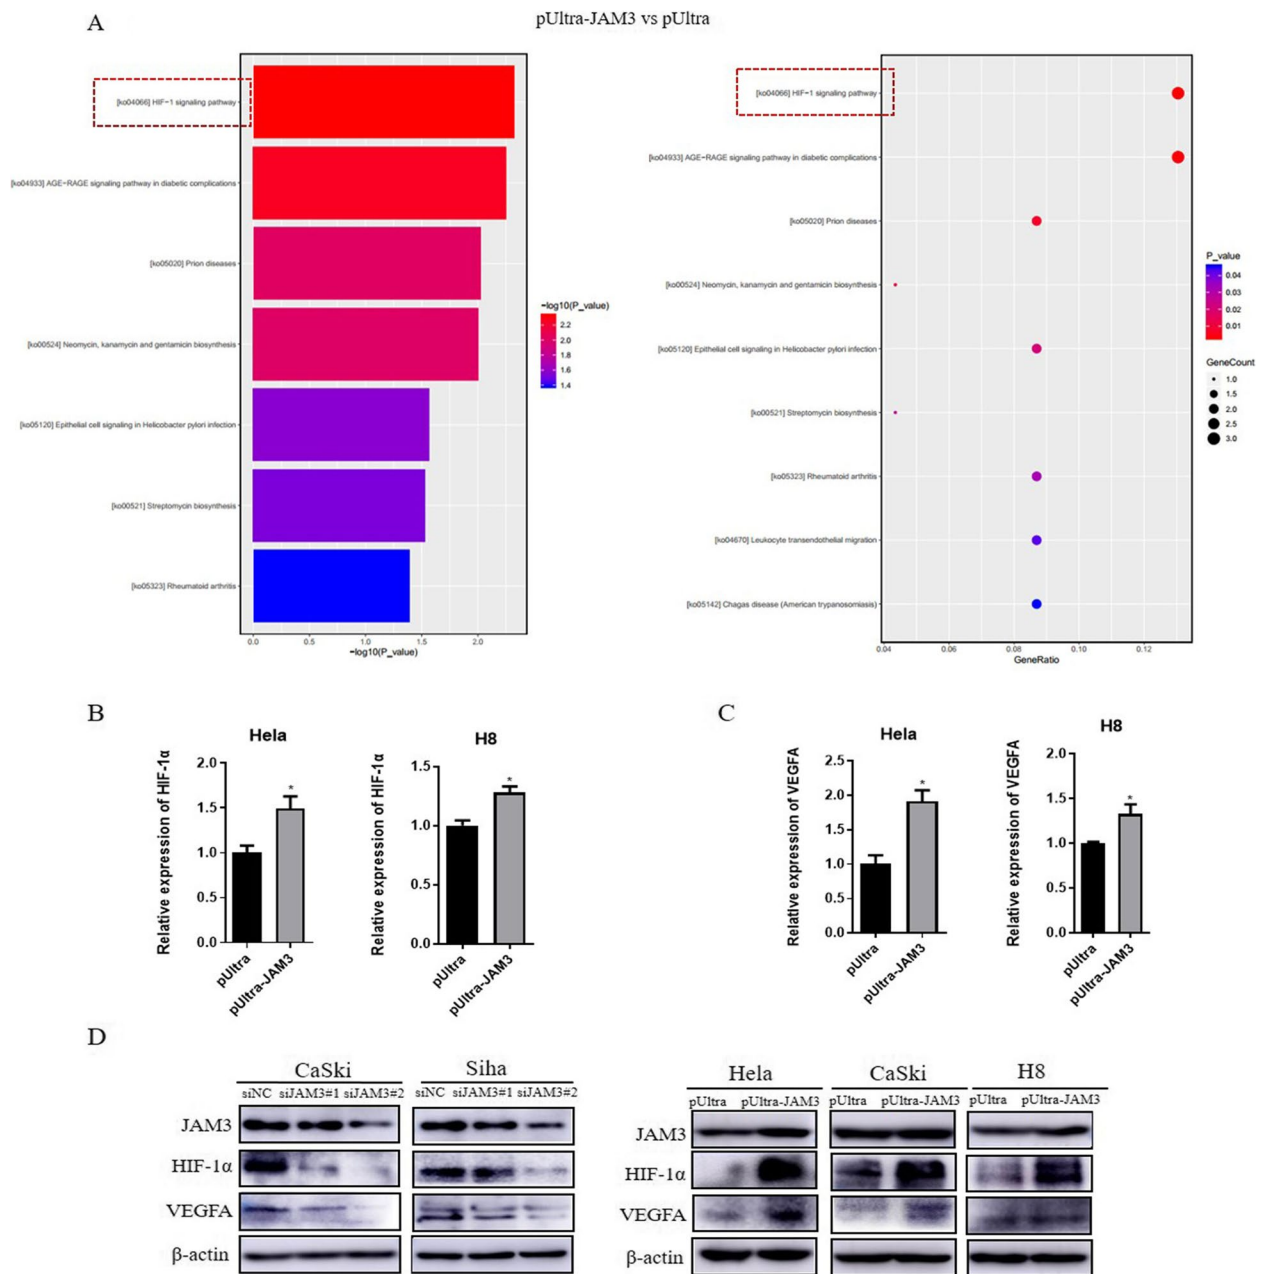 A
pUltra-JAM3 vs pUltra
[ko04066] HIF−1 signaling pathway
[ko04933] AGE−RAGE signaling pathway in diabetic complications
[ko05020] Prion diseases
[ko00524] Neomycin, kanamycin and gentamicin biosynthesis
[ko05120] Epithelial cell signaling in Helicobacter pylori infection
[ko00521] Streptomycin biosynthesis
[ko05323] Rheumatoid arthritis
0.0 0.5 1.0 1.5 2.0
−log10(P_value)
−log10(P_value)
2.2
2.0
1.8
1.6
1.4
[ko04066] HIF−1 signaling pathway
[ko04933] AGE−RAGE signaling pathway in diabetic complications
[ko05020] Prion diseases
[ko00524] Neomycin, kanamycin and gentamicin biosynthesis
[ko05120] Epithelial cell signaling in Helicobacter pylori infection
[ko00521] Streptomycin biosynthesis
[ko05323] Rheumatoid arthritis
[ko04670] Leukocyte transendothelial migration
[ko05142] Chagas disease (American trypanosomiasis)
0.04 0.06 0.08 0.10 0.12
GeneRatio
P_value
0.04
0.03
0.02
0.01
GeneCount
1.0
1.5
2.0
2.5
3.0
B
Hela
Relative expression of HIF-1α
2.0
1.5
1.0
0.5
0.0
*
pUltra
pUltra-JAM3
H8
Relative expression of HIF-1α
1.5
1.0
0.5
0.0
*
pUltra
pUltra-JAM3
C
Hela
Relative expression of VEGFA
2.5
2.0
1.5
1.0
0.5
0.0
*
pUltra
pUltra-JAM3
H8
Relative expression of VEGFA
2.0
1.5
1.0
0.5
0.0
*
pUltra
pUltra-JAM3
D
CaSki Siha
siNC siJAM3#1 siJAM3#2 siNC siJAM3#1 siJAM3#2
JAM3
HIF-1α
VEGFA
β-actin
Hela CaSki H8
pUltra pUltra-JAM3 pUltra pUltra-JAM3 pUltra pUltra-JAM3
JAM3
HIF-1α
VEGFA
β-actin